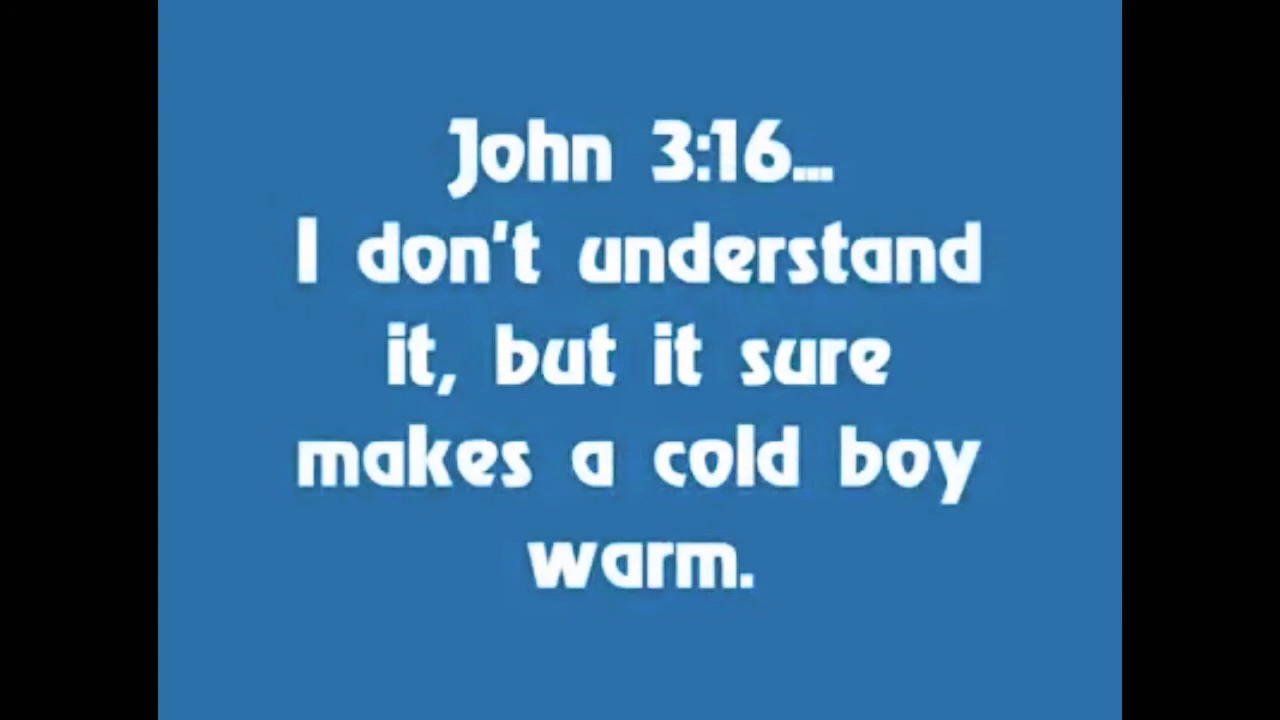 John 3:16...
I don't understand
it, but it sure
makes a cold boy
warm.